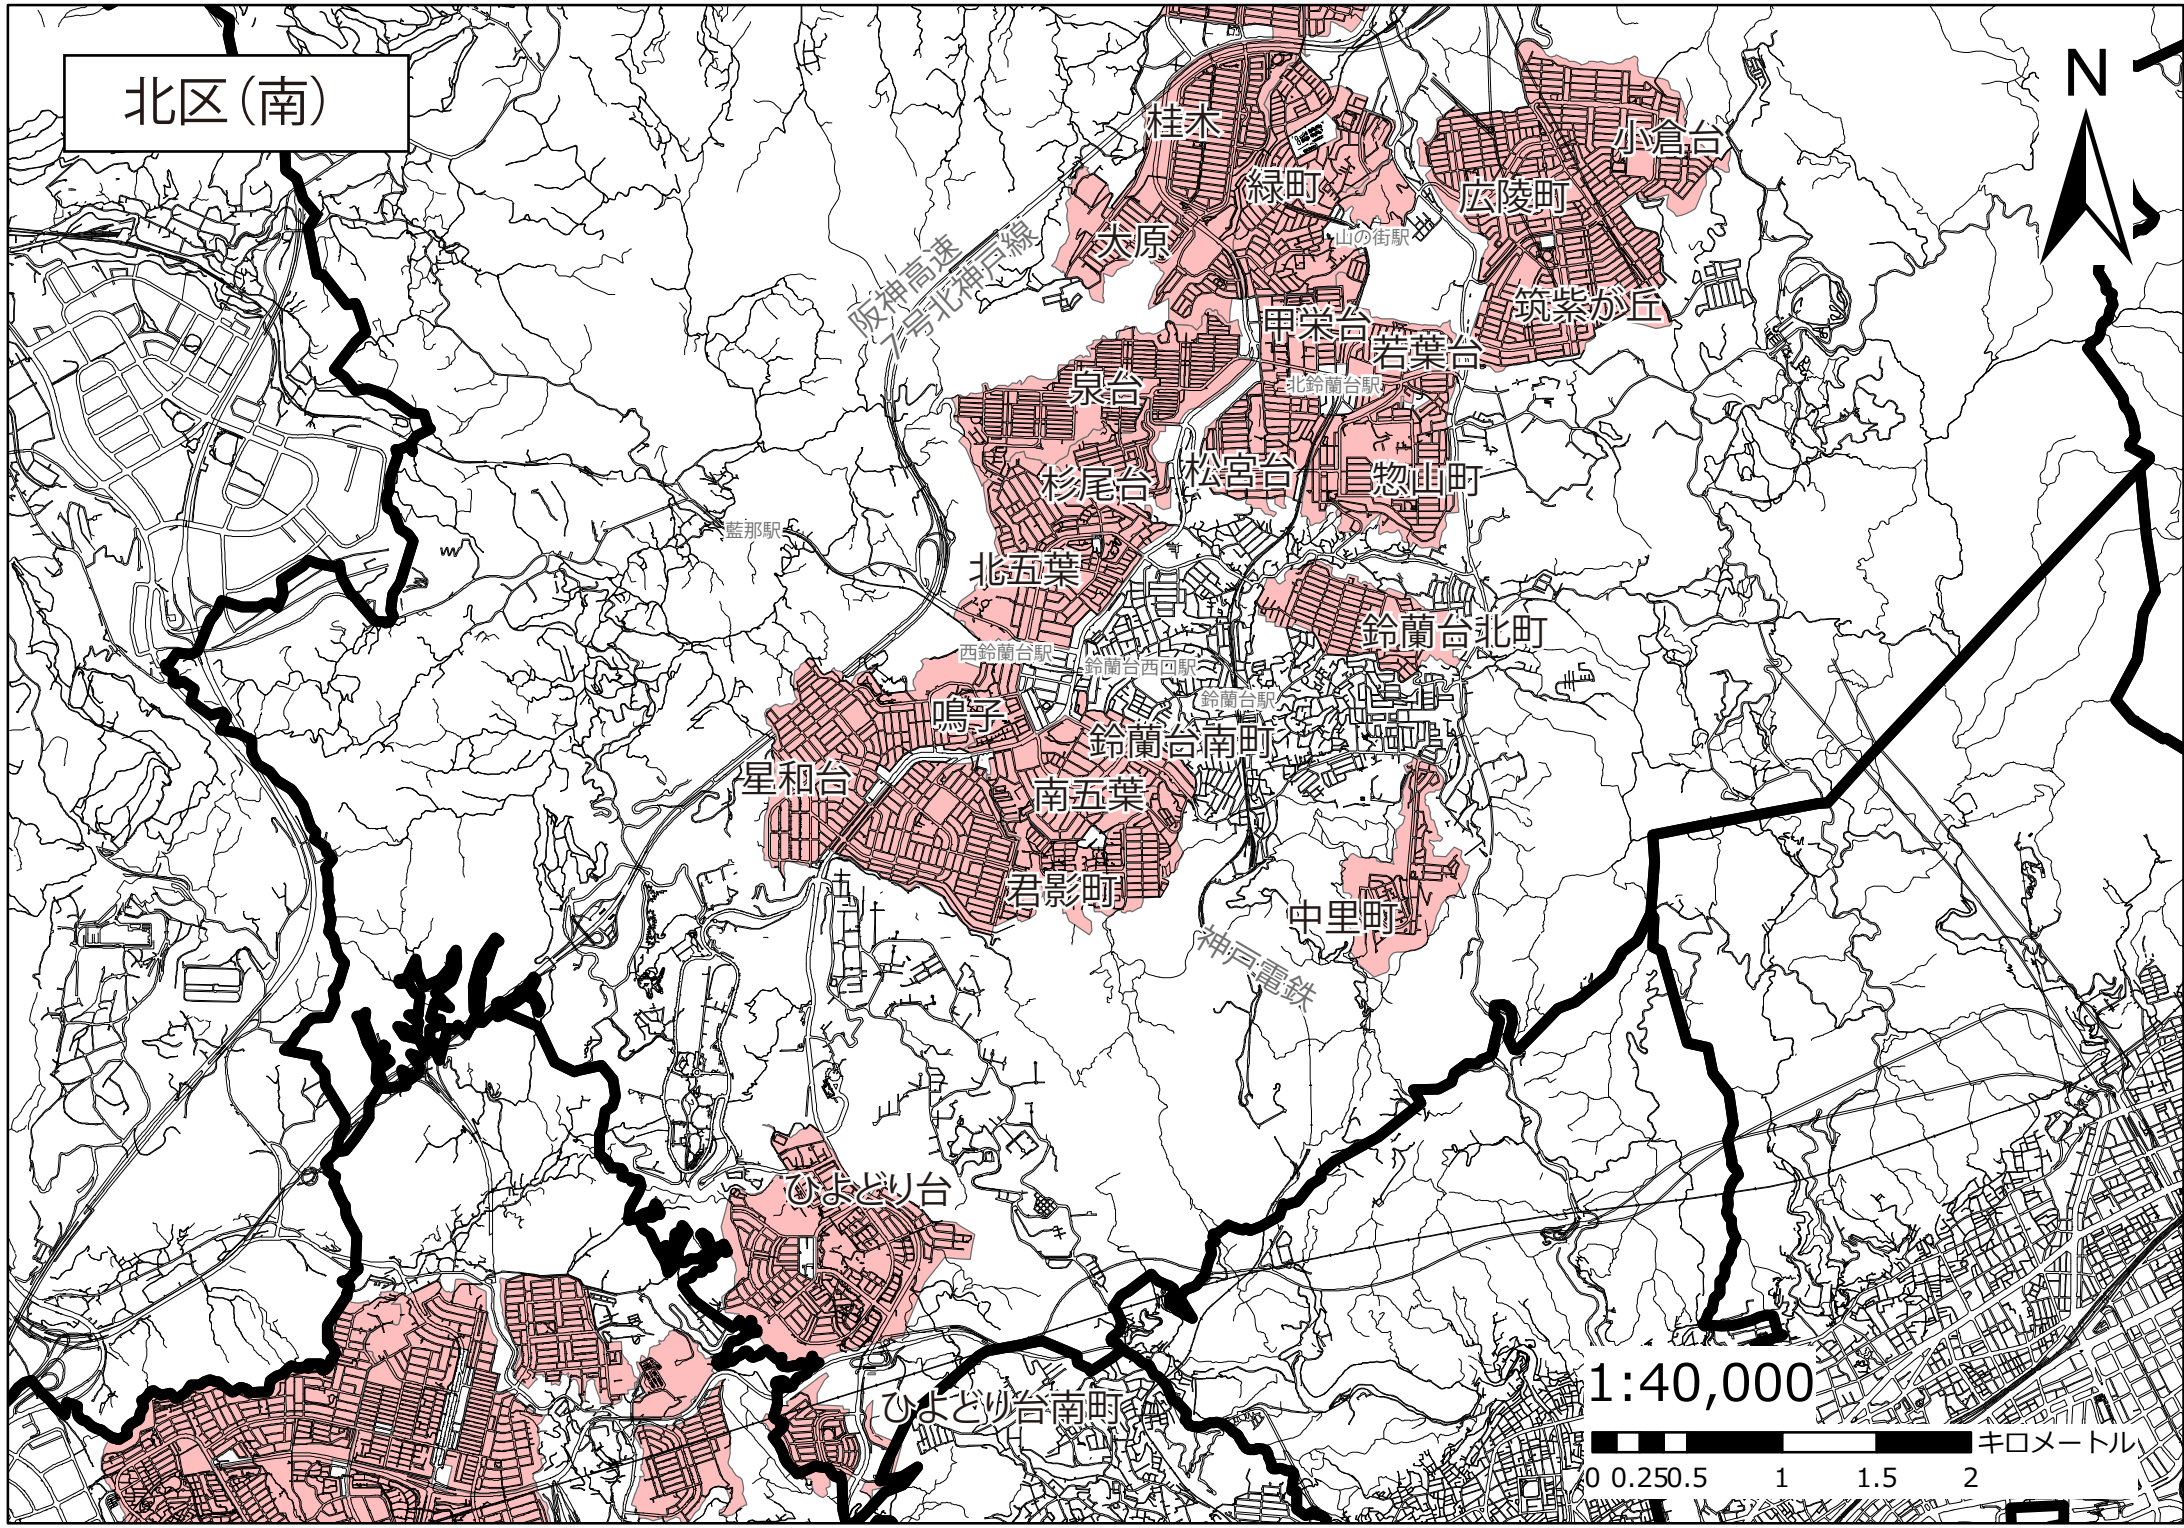 北区(南)
N
桂木
小倉台
緑町
広陵町
山の街駅
大原
阪神高速
7号北神戸線
筑紫が丘
甲栄台
若葉台
北鈴蘭台駅
泉台
松宮台
惣山町
杉尾台
藍那駅
北五葉
鈴蘭台北町
西鈴蘭台駅
鈴蘭台西口駅
鈴蘭台駅
鳴子
鈴蘭台南町
星和台
南五葉
君影町
中里町
神戸電鉄
ひよどり台
ひよどり台南町
1:40,000
キロメートル
0 0.25 0.5 1 1.5 2